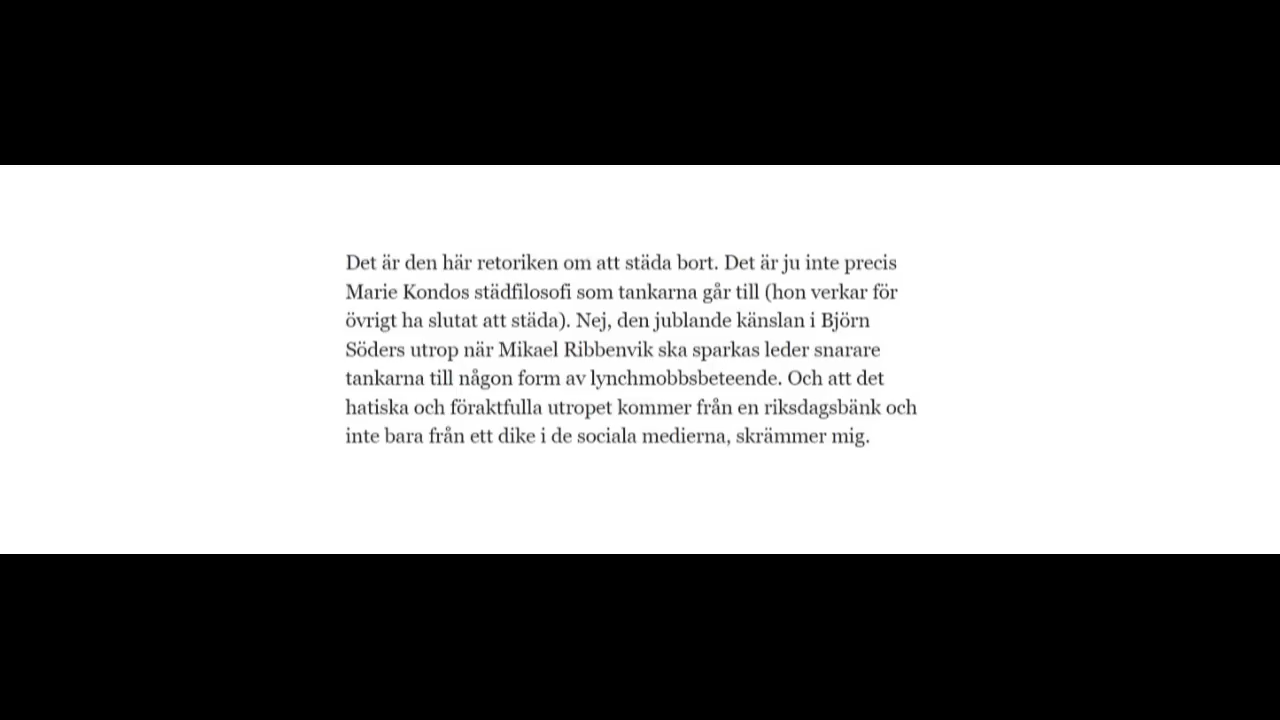 Det är den här retoriken om att städa bort. Det är ju inte precis
Marie Kondos städfilosofi som tankarna går till (hon verkar för
övrigt ha slutat att städa). Nej, den jublande känslan i Björn
Söders utrop när Mikael Ribbenvik ska sparkas leder snarare
tankarna till någon form av lynchmobbsbeteende. Och att det
hatiska och föraktfulla utropet kommer från en riksdagsbänk och
inte bara från ett dike i de sociala medierna, skrämmer mig.